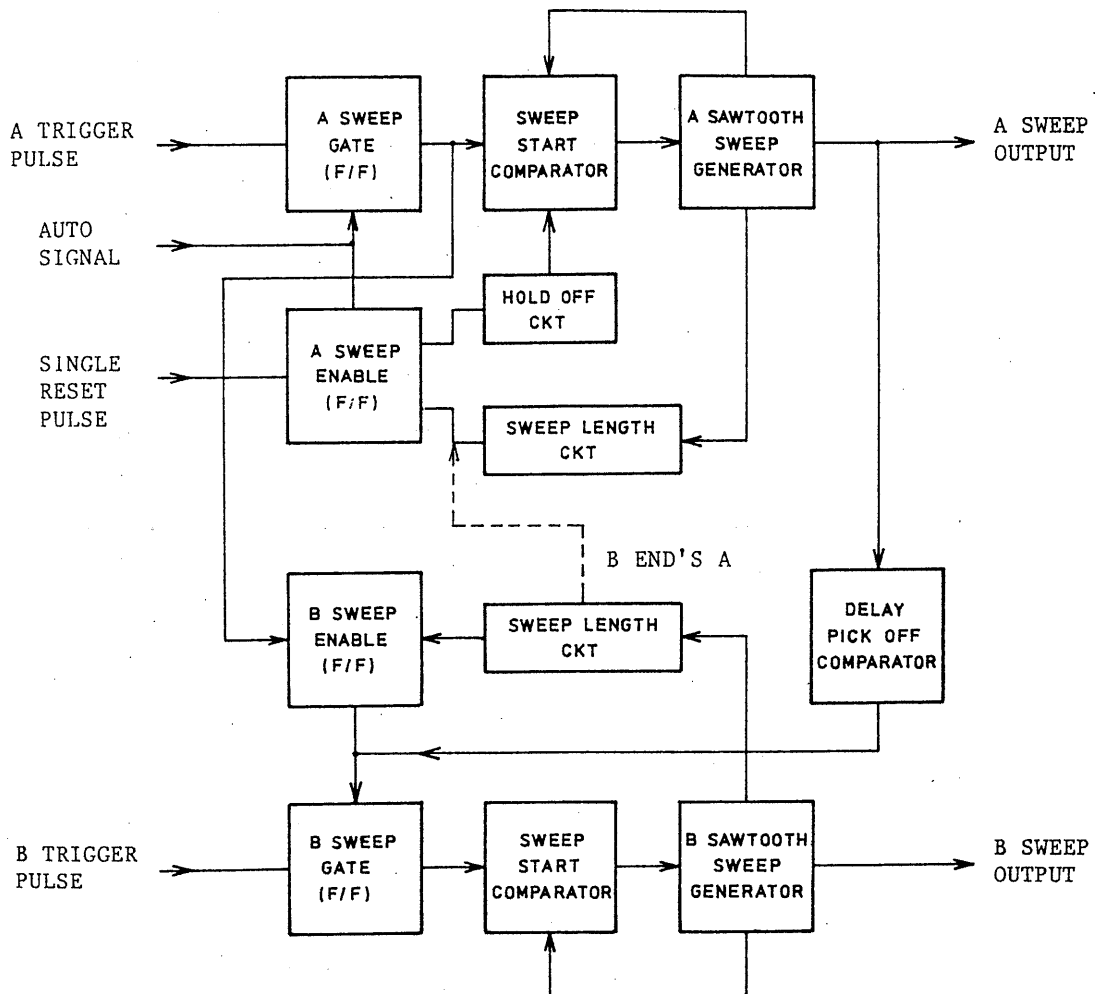 A TRIGGER
PULSE
A SWEEP
GATE
(F/F)
SWEEP
START
COMPARATOR
A SAWTOOTH
SWEEP
GENERATOR
A SWEEP
OUTPUT
AUTO
SIGNAL
HOLD OFF
CKT
SINGLE
RESET
PULSE
A SWEEP
ENABLE
(F/F)
SWEEP LENGTH
CKT
B END'S A
B SWEEP
ENABLE
(F/F)
SWEEP LENGTH
CKT
DELAY
PICK OFF
COMPARATOR
B TRIGGER
PULSE
B SWEEP
GATE
(F/F)
SWEEP
START
COMPARATOR
B SAWTOOTH
SWEEP
GENERATOR
B SWEEP
OUTPUT